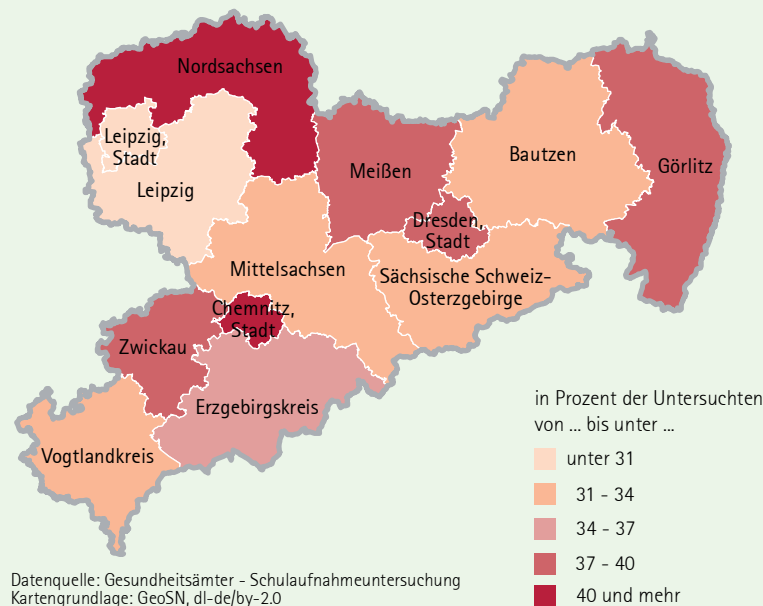 Nordsachsen
Leipzig,
Stadt
Leipzig
Meißen
Bautzen
Görlitz
Dresden,
Stadt
Mittelsachsen
Sächsische Schweiz-
Osterzgebirge
Chemnitz,
Stadt
Zwickau
Erzgebirgskreis
Vogtlandkreis
in Prozent der Untersuchten
von ... bis unter ...
unter 31
31 - 34
34 - 37
37 - 40
40 und mehr
Datenquelle: Gesundheitsämter - Schulaufnahmeuntersuchung
Kartengrundlage: GeoSN, dl-de/by-2.0